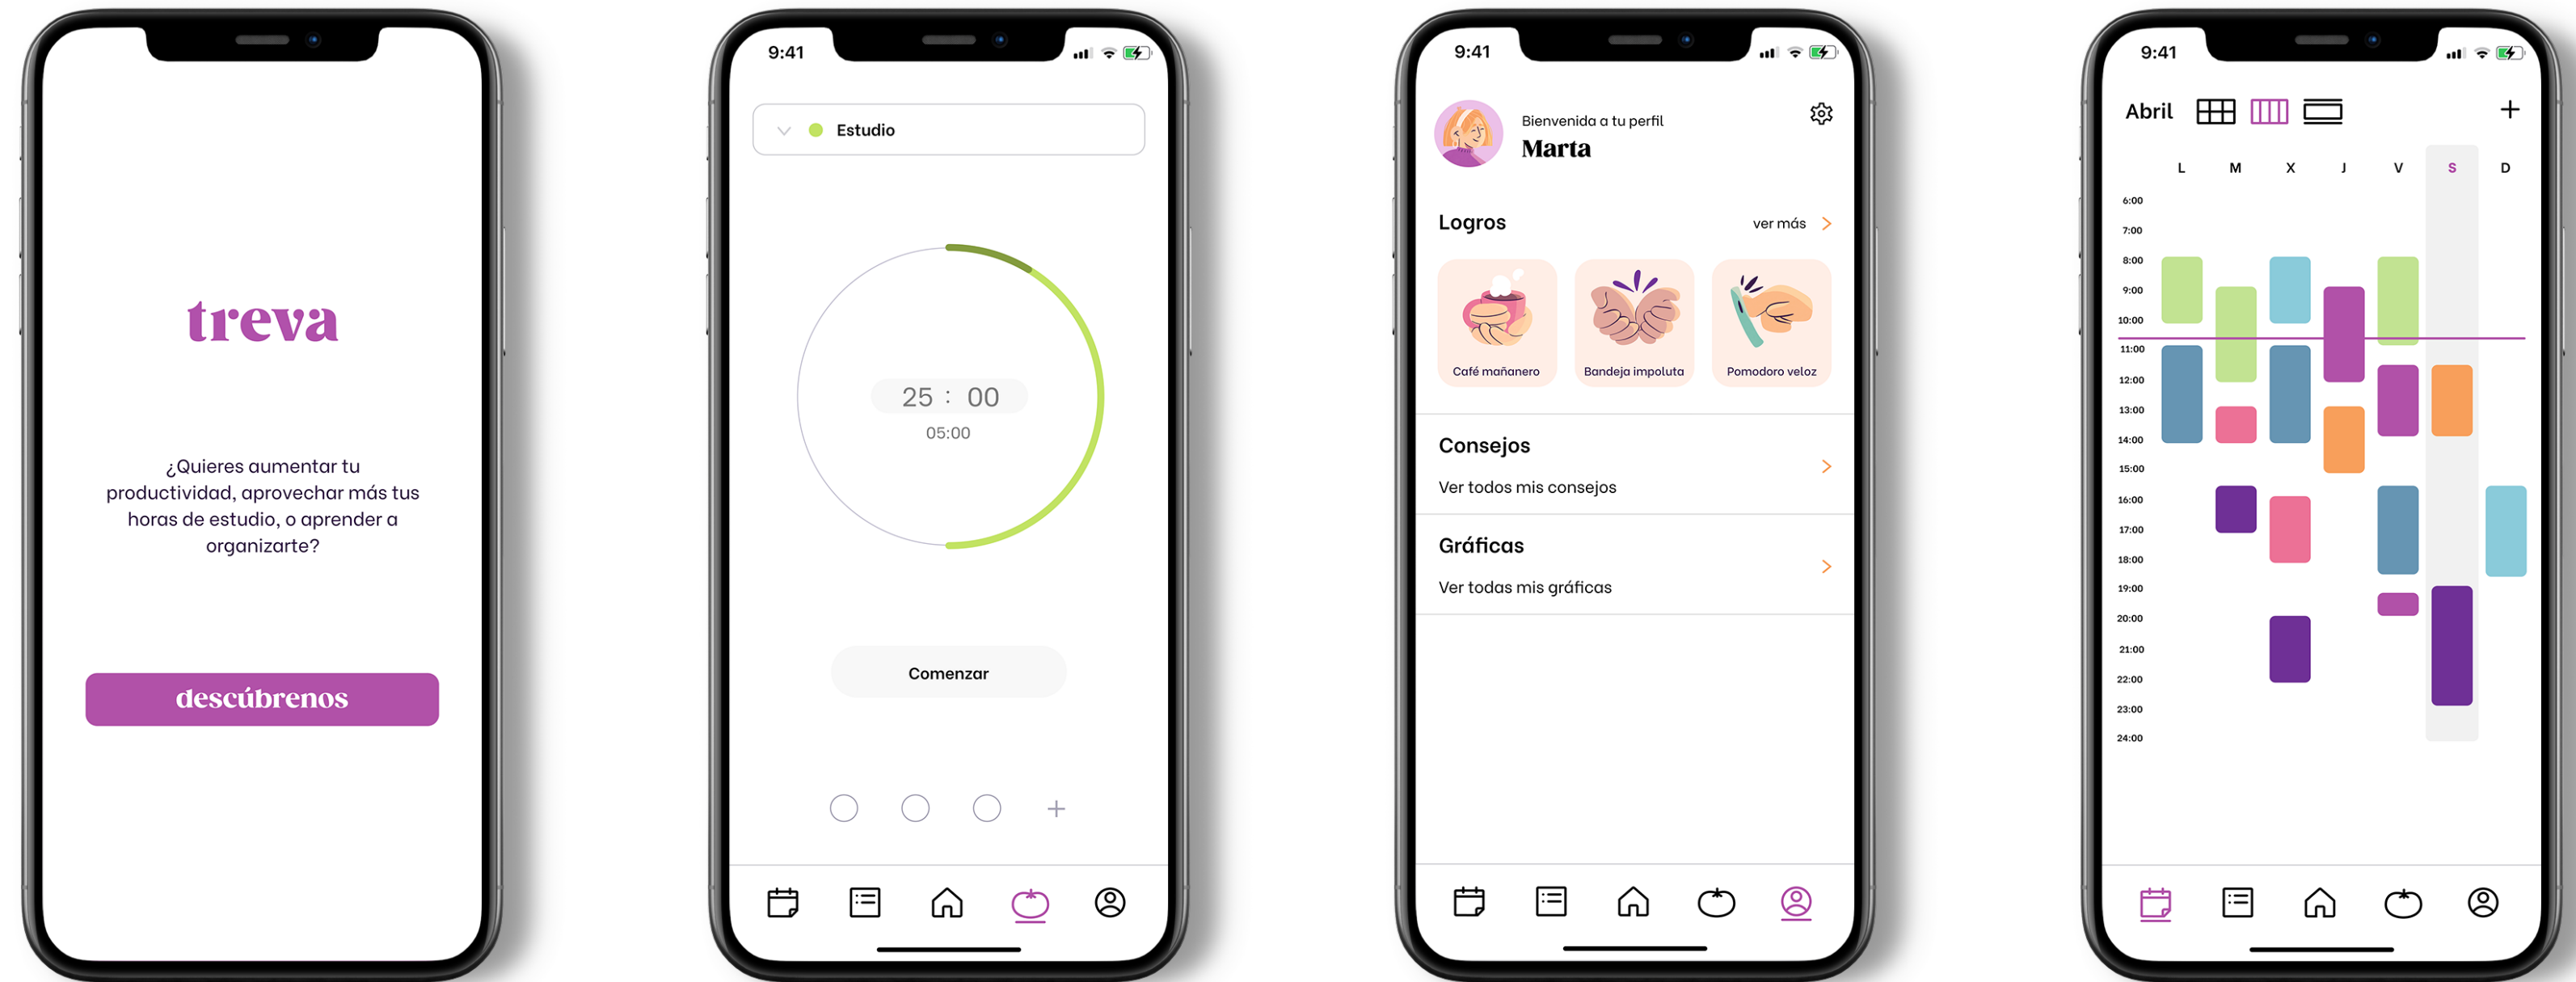 treva
¿Quieres aumentar tu
productividad, aprovechar más tus
horas de estudio, o aprender a
organizarte?
descúbrenos
9:41
Estudio
25 : 00
05:00
Comenzar
9:41
Bienvenida a tu perfil
Marta
Logros
ver más
Café mañanero
Bandeja impoluta
Pomodoro veloz
Consejos
Ver todos mis consejos
Gráficas
Ver todas mis gráficas
9:41
Abril
L M X J V S D
6:00
7:00
8:00
9:00
10:00
11:00
12:00
13:00
14:00
15:00
16:00
17:00
18:00
19:00
20:00
21:00
22:00
23:00
24:00